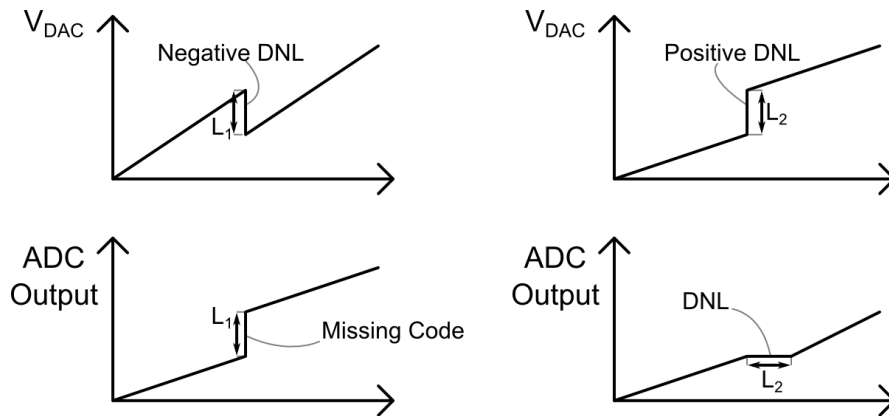 V_DAC
Negative DNL
L_1
V_DAC
Positive DNL
L_2
ADC
Output
L_1
Missing Code
ADC
Output
DNL
L_2